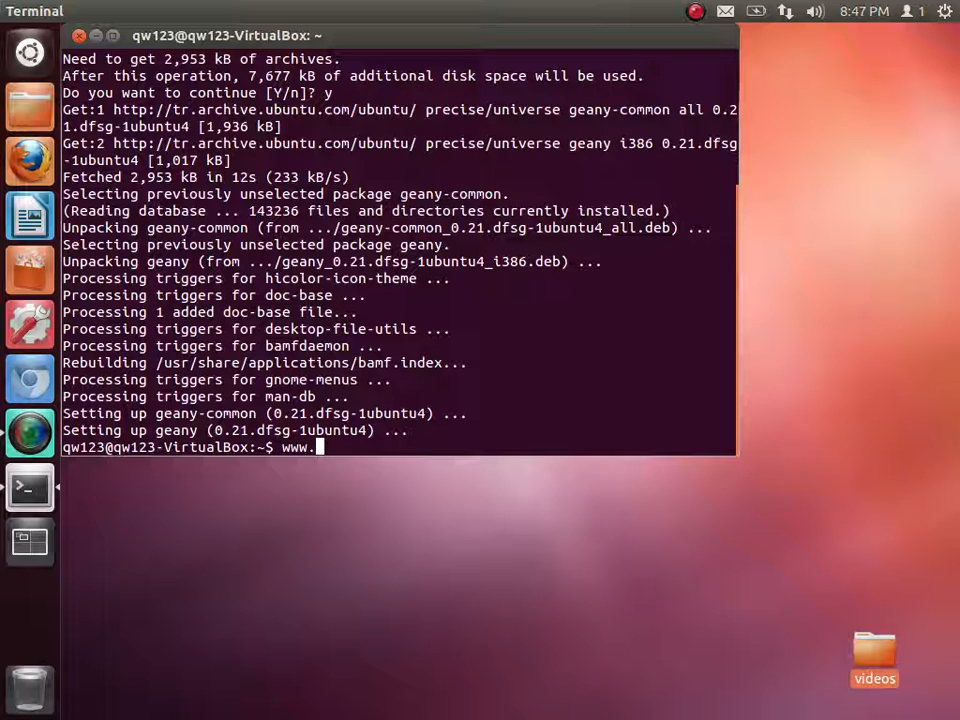 Terminal
8:47 PM
1
qw123@qw123-VirtualBox: ~
Need to get 2,953 kB of archives.
After this operation, 7,677 kB of additional disk space will be used.
Do you want to continue [Y/n]? y
Get:1 http://tr.archive.ubuntu.com/ubuntu/ precise/universe geany-common all 0.2
1.dfsg-1ubuntu4 [1,936 kB]
Get:2 http://tr.archive.ubuntu.com/ubuntu/ precise/universe geany i386 0.21.dfsg
-1ubuntu4 [1,017 kB]
Fetched 2,953 kB in 12s (233 kB/s)
Selecting previously unselected package geany-common.
(Reading database ... 143236 files and directories currently installed.)
Unpacking geany-common (from .../geany-common_0.21.dfsg-1ubuntu4_all.deb) ...
Selecting previously unselected package geany.
Unpacking geany (from .../geany_0.21.dfsg-1ubuntu4_i386.deb) ...
Processing triggers for hicolor-icon-theme ...
Processing triggers for doc-base ...
Processing 1 added doc-base file...
Processing triggers for desktop-file-utils ...
Processing triggers for bamfdaemon ...
Rebuilding /usr/share/applications/bamf.index...
Processing triggers for gnome-menus ...
Processing triggers for man-db ...
Setting up geany-common (0.21.dfsg-1ubuntu4) ...
Setting up geany (0.21.dfsg-1ubuntu4) ...
qw123@qw123-VirtualBox:~$ www.
>_
videos